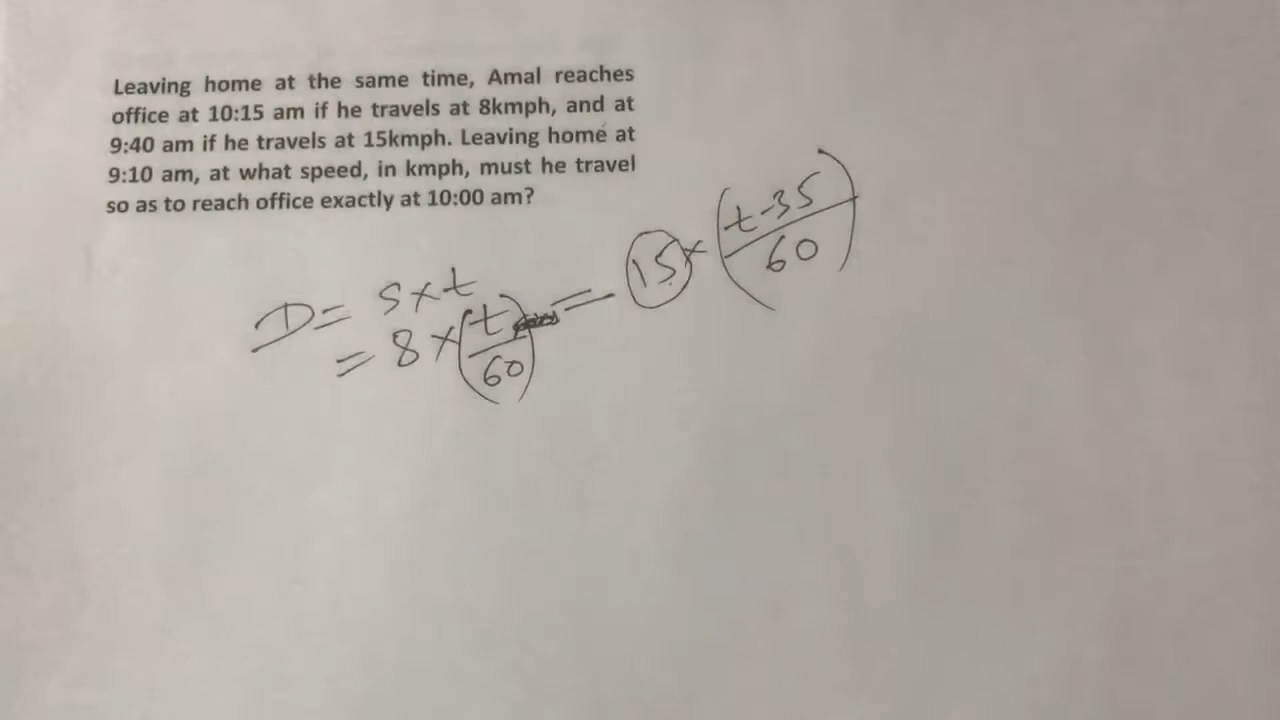 Leaving home at the same time, Amal reaches
office at 10:15 am if he travels at 8kmph, and at
9:40 am if he travels at 15kmph. Leaving home at
9:10 am, at what speed, in kmph, must he travel
so as to reach office exactly at 10:00 am?
D = s × t
= 8 × (t/60) = 15 × (t-35/60)